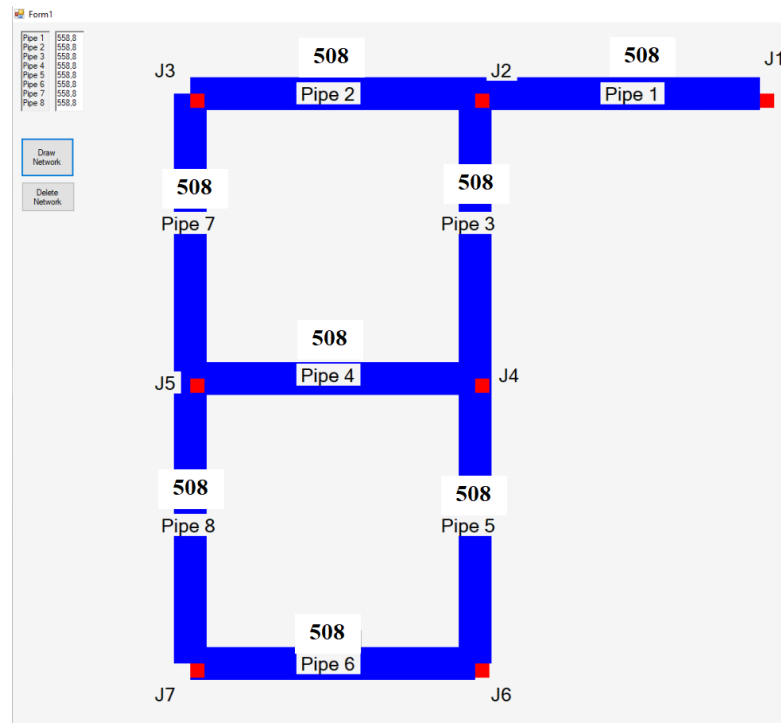 Form1
Pipe 1 558,8
Pipe 2 558,8
Pipe 3 558,8
Pipe 4 558,8
Pipe 5 558,8
Pipe 6 558,8
Pipe 7 558,8
Pipe 8 558,8
Draw
Network
Delete
Network
J3
508
J2
508
J1
Pipe 2
Pipe 1
508
508
Pipe 7
Pipe 3
508
J5
Pipe 4
J4
508
508
Pipe 8
Pipe 5
508
Pipe 6
J7
J6